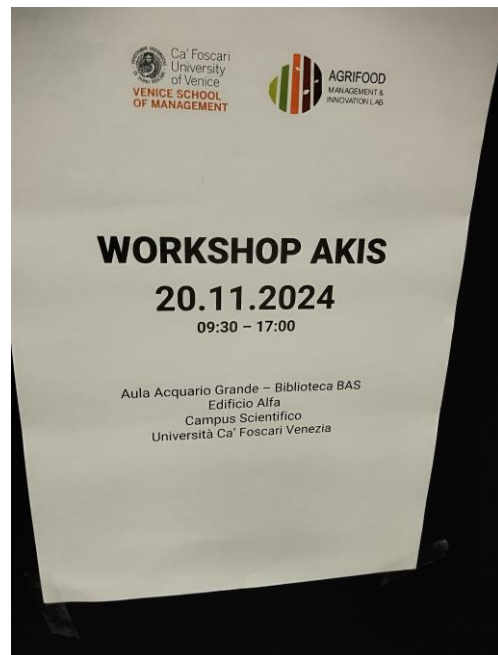 Ca' Foscari
University
of Venice
VENICE SCHOOL
OF MANAGEMENT
AGRIFOOD
MANAGEMENT &
INNOVATION LAB
WORKSHOP AKIS
20.11.2024
09:30 – 17:00
Aula Acquario Grande – Biblioteca BAS
Edificio Alfa
Campus Scientifico
Università Ca' Foscari Venezia